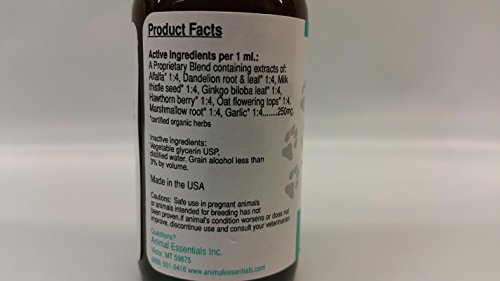 Product Facts
Active Ingredients per 1 ml.:
A Proprietary Blend containing extracts of:
Alfalfa* 1:4, Dandelion root & leaf* 1:4, Milk
thistle seed* 1:4, Ginkgo biloba leaf* 1:4,
Hawthorn berry* 1:4, Oat flowering tops* 1:4,
Marshmallow root* 1:4, Garlic* 1:4........250mg.
*certified organic herbs
Inactive ingredients:
Vegetable glycerin USP,
distilled water. Grain alcohol less than
3% by volume.
Made in the USA
Cautions: Safe use in pregnant animals
or animals intended for breeding has not
been proven. If animal's condition worsens or does not
improve, discontinue use and consult your veterinarian.
Questions?
Animal Essentials Inc.
Victor, MT 59875
(888) 551-0416 www.animalessentials.com